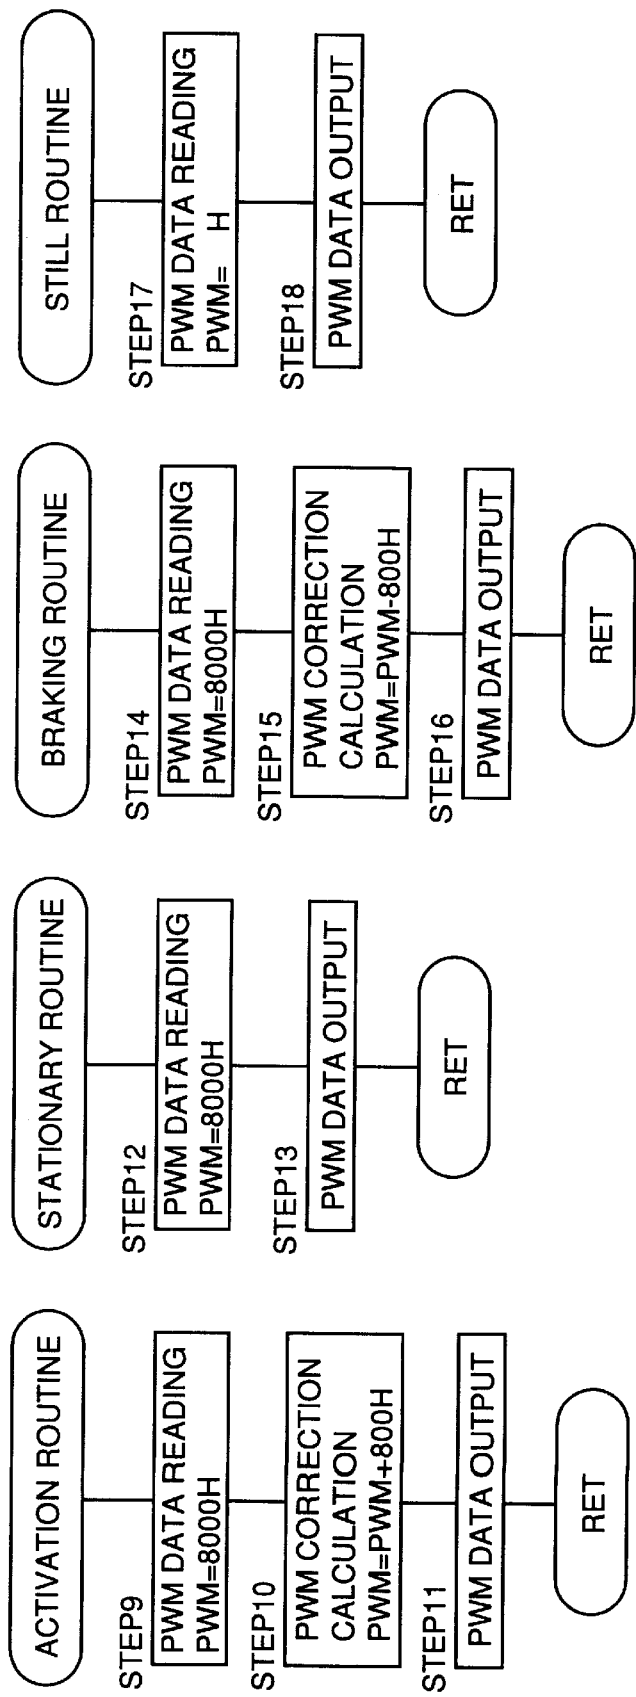 ACTIVATION ROUTINE
STEP9
PWM DATA READING
PWM=8000H
STEP10
PWM CORRECTION
CALCULATION
PWM=PWM+800H
STEP11
PWM DATA OUTPUT
RET
STATIONARY ROUTINE
STEP12
PWM DATA READING
PWM=8000H
STEP13
PWM DATA OUTPUT
RET
BRAKING ROUTINE
STEP14
PWM DATA READING
PWM=8000H
STEP15
PWM CORRECTION
CALCULATION
PWM=PWM-800H
STEP16
PWM DATA OUTPUT
RET
STILL ROUTINE
STEP17
PWM DATA READING
PWM= H
STEP18
PWM DATA OUTPUT
RET